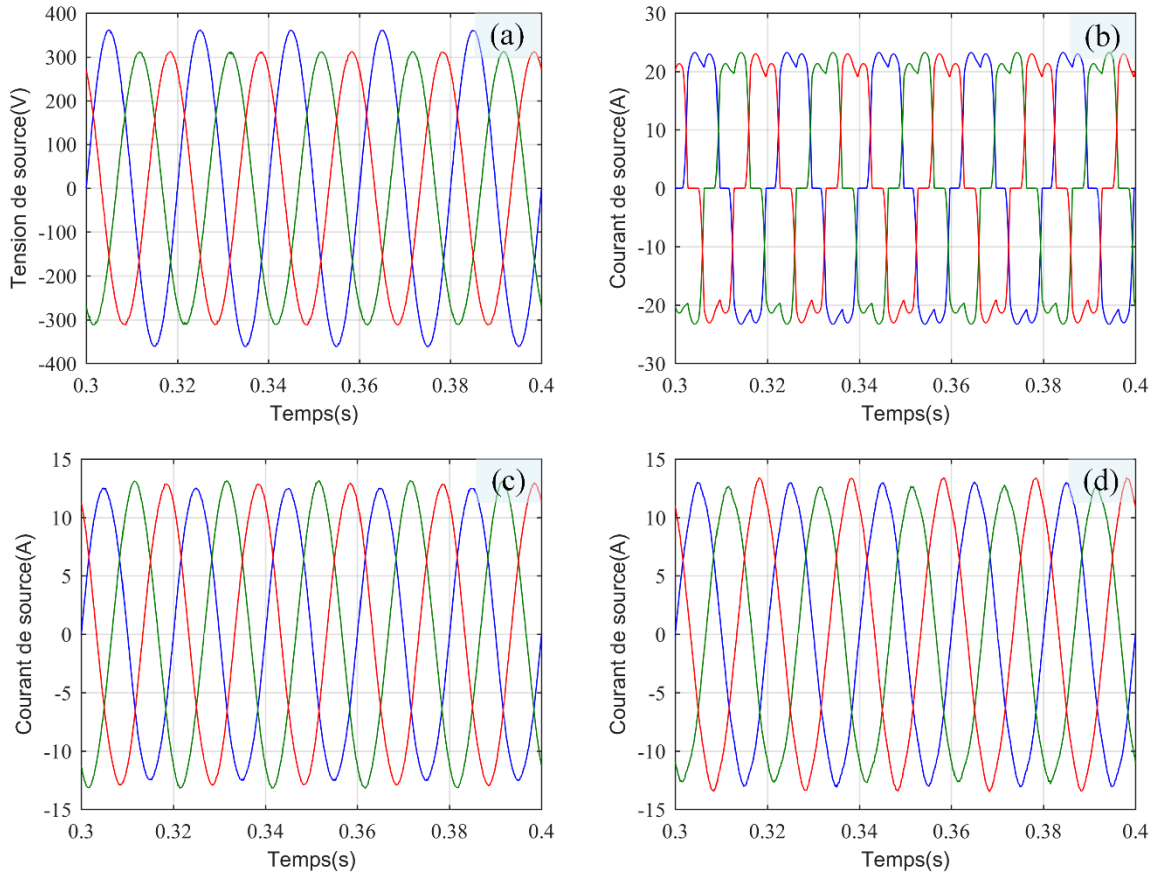 (a)
Tension de source(V)
400
300
200
100
0
-100
-200
-300
-400
0.3 0.32 0.34 0.36 0.38 0.4
Temps(s)
(b)
Courant de source(A)
30
20
10
0
-10
-20
-30
0.3 0.32 0.34 0.36 0.38 0.4
Temps(s)
(c)
Courant de source(A)
15
10
5
0
-5
-10
-15
0.3 0.32 0.34 0.36 0.38 0.4
Temps(s)
(d)
Courant de source(A)
15
10
5
0
-5
-10
-15
0.3 0.32 0.34 0.36 0.38 0.4
Temps(s)